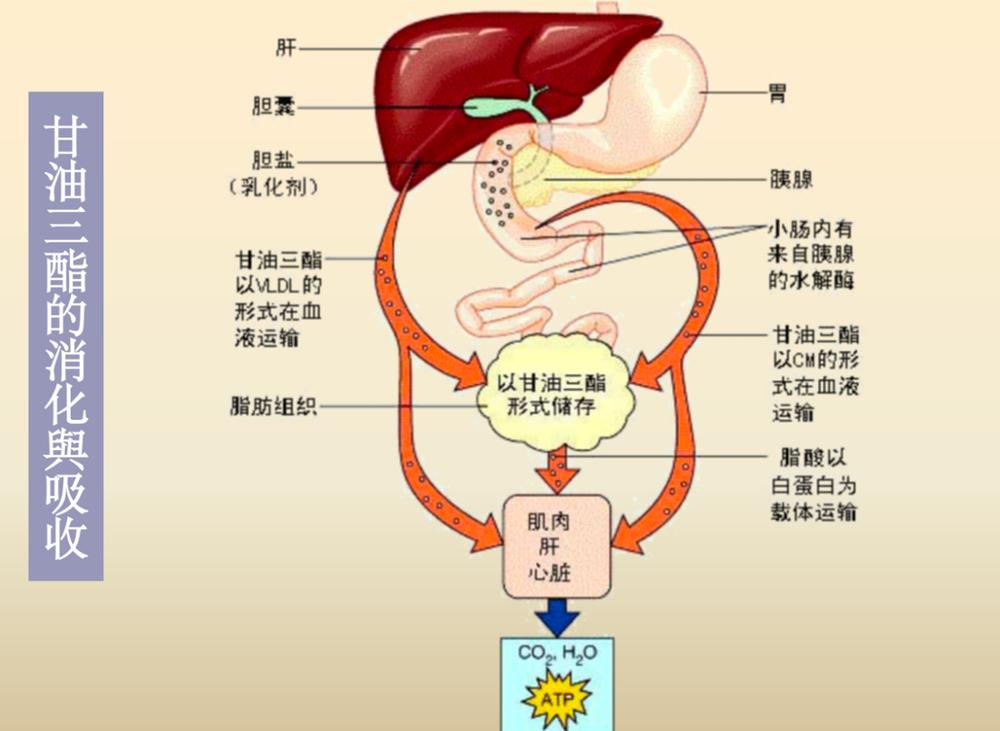 甘油三酯的消化與吸收
肝
胆囊
胆盐
（乳化剂）
甘油三酯
以VLDL的
形式在血
液运输
脂肪组织
胃
胰腺
小肠内有
来自胰腺
的水解酶
甘油三酯
以CM的形
式在血液
运输
脂酸以
白蛋白为
载体运输
以甘油三酯
形式储存
肌肉
肝
心脏
CO₂, H₂O
ATP